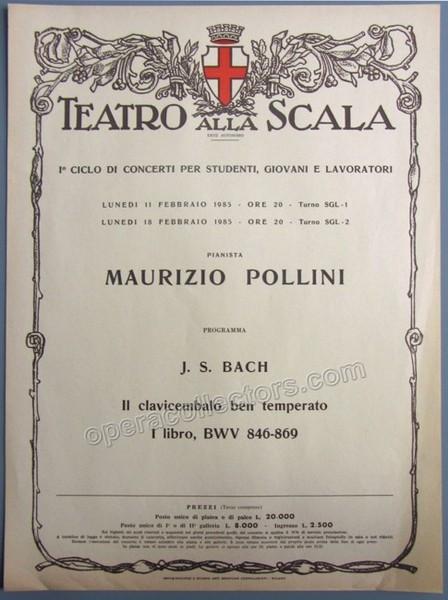 TEATRO ALLA SCALA
ENTE AUTONOMO
I° CICLO DI CONCERTI PER STUDENTI, GIOVANI E LAVORATORI
LUNEDI 11 FEBBRAIO 1985 - ORE 20 - Turno SGL-1
LUNEDI 18 FEBBRAIO 1985 - ORE 20 - Turno SGL-2
PIANISTA
MAURIZIO POLLINI
PROGRAMMA
J. S. BACH
Il clavicembalo ben temperato
I libro, BWV 846-869
operacollectors.com
PREZZI (Tasse comprese)
Posto unico di platea o di palco L. 20.000
Posto unico di I° o di II° galleria L. 8.000 - Ingresso L. 2.500